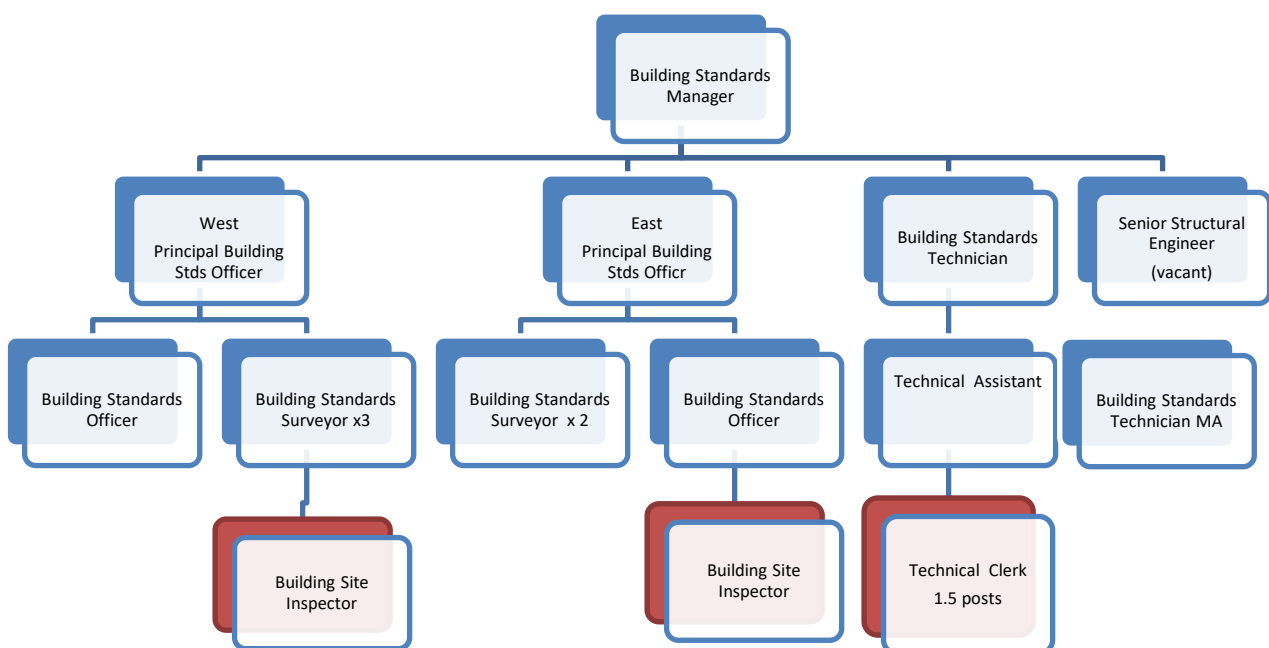 Building Standards
Manager
West
Principal Building
Stds Officer
East
Principal Building
Stds Officr
Building Standards
Technician
Senior Structural
Engineer
(vacant)
Building Standards
Officer
Building Standards
Surveyor x3
Building Standards
Surveyor x 2
Building Standards
Officer
Technical Assistant
Building Standards
Technician MA
Building Site
Inspector
Building Site
Inspector
Technical Clerk
1.5 posts